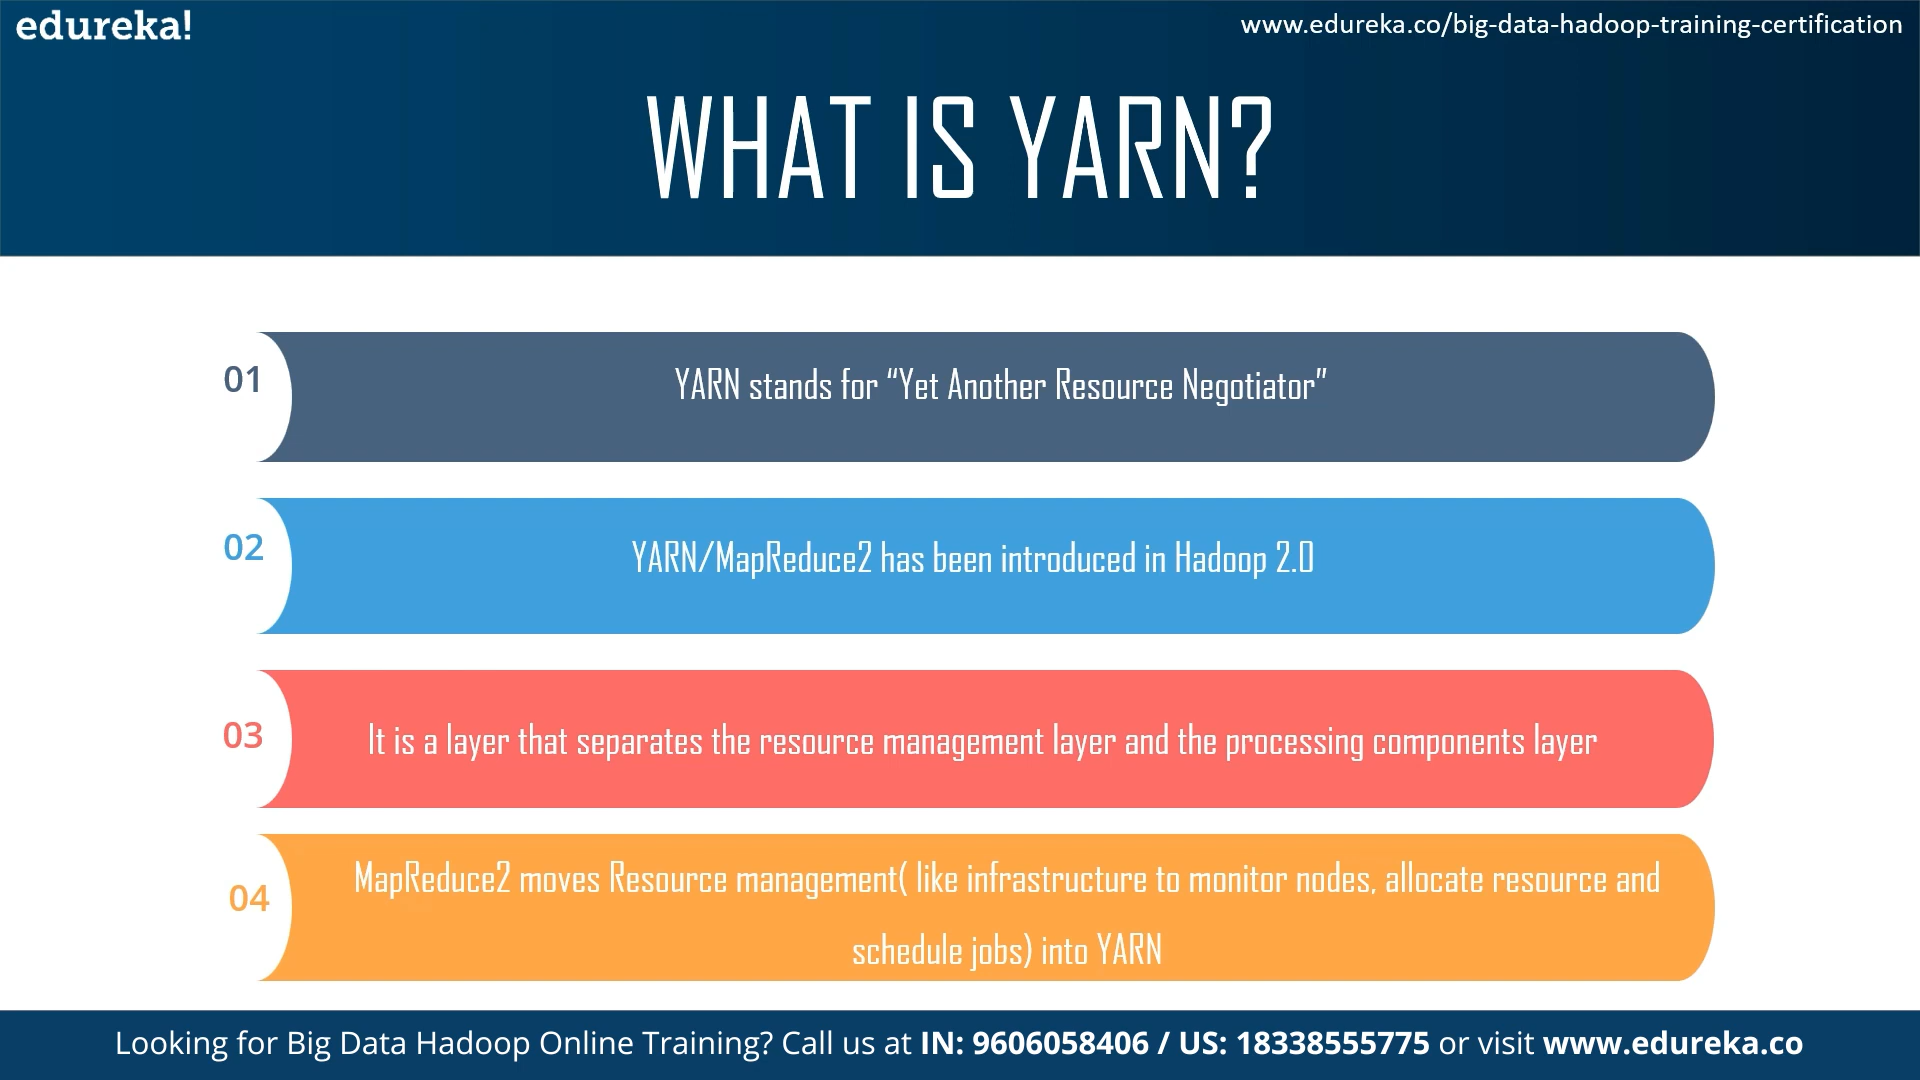 edureka!
www.edureka.co/big-data-hadoop-training-certification
WHAT IS YARN?
01
YARN stands for “Yet Another Resource Negotiator”
02
YARN/MapReduce2 has been introduced in Hadoop 2.0
03
It is a layer that separates the resource management layer and the processing components layer
04
MapReduce2 moves Resource management( like infrastructure to monitor nodes, allocate resource and
schedule jobs) into YARN
Looking for Big Data Hadoop Online Training? Call us at IN: 9606058406 / US: 18338555775 or visit www.edureka.co